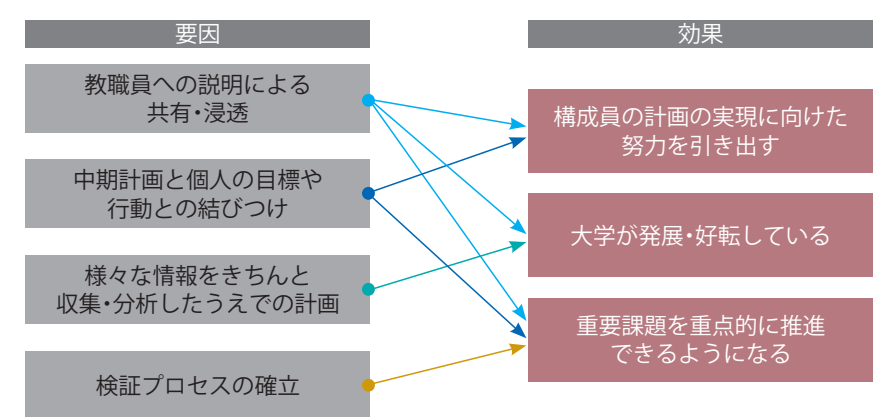 要因
教職員への説明による
共有・浸透
中期計画と個人の目標や
行動との結びつけ
様々な情報をきちんと
収集・分析したうえでの計画
検証プロセスの確立
効果
構成員の計画の実現に向けた
努力を引き出す
大学が発展・好転している
重要課題を重点的に推進
できるようになる